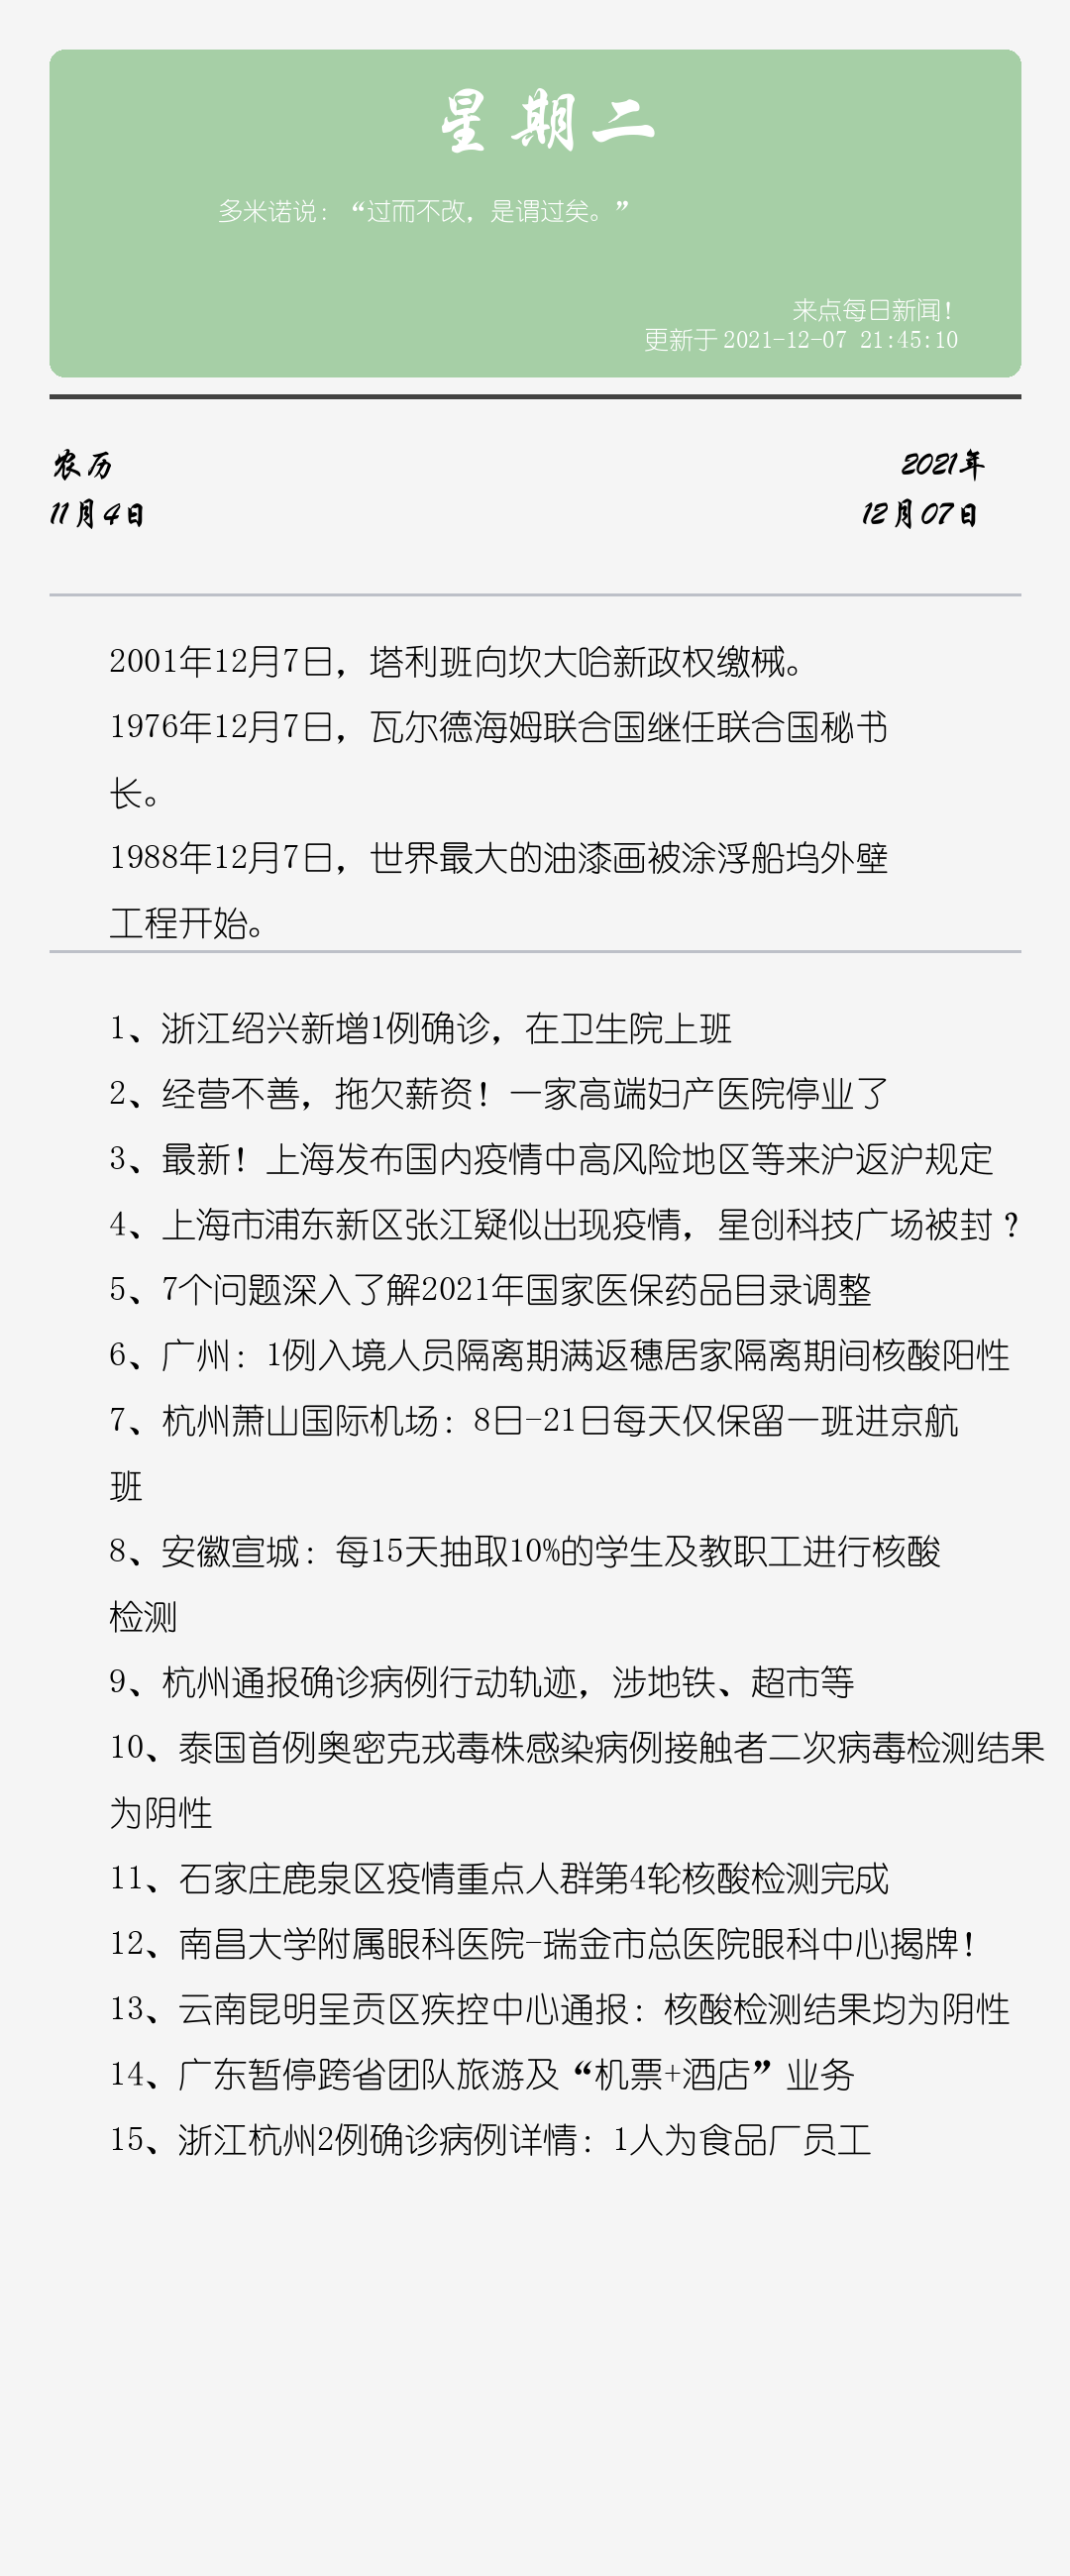 星期二
多米诺说：“过而不改，是谓过矣。”
来点每日新闻！
更新于 2021-12-07 21:45:10
农历
11月4日
2021年
12月07日
2001年12月7日，塔利班向坎大哈新政权缴械。
1976年12月7日，瓦尔德海姆联合国继任联合国秘书
长。
1988年12月7日，世界最大的油漆画被涂浮船坞外壁
工程开始。
1、浙江绍兴新增1例确诊，在卫生院上班
2、经营不善，拖欠薪资！一家高端妇产医院停业了
3、最新！上海发布国内疫情中高风险地区等来沪返沪规定
4、上海市浦东新区张江疑似出现疫情，星创科技广场被封？
5、7个问题深入了解2021年国家医保药品目录调整
6、广州：1例入境人员隔离期满返穗居家隔离期间核酸阳性
7、杭州萧山国际机场：8日-21日每天仅保留一班进京航
班
8、安徽宣城：每15天抽取10%的学生及教职工进行核酸
检测
9、杭州通报确诊病例行动轨迹，涉地铁、超市等
10、泰国首例奥密克戎毒株感染病例接触者二次病毒检测结果
为阴性
11、石家庄鹿泉区疫情重点人群第4轮核酸检测完成
12、南昌大学附属眼科医院-瑞金市总医院眼科中心揭牌！
13、云南昆明呈贡区疾控中心通报：核酸检测结果均为阴性
14、广东暂停跨省团队旅游及“机票+酒店”业务
15、浙江杭州2例确诊病例详情：1人为食品厂员工